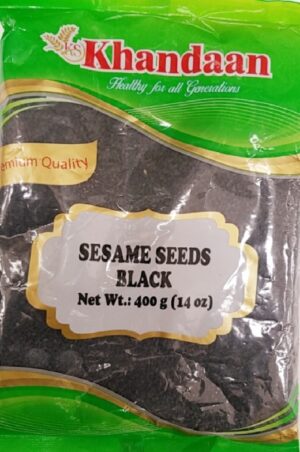 KS Khandaan
Healthy for all Generations
emium Quality
SESAME SEEDS
BLACK
Net Wt.: 400 g (14 oz)